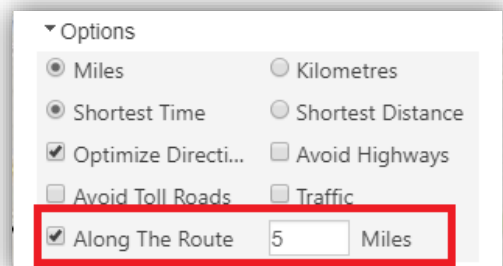 Options
Miles Kilometres
Shortest Time Shortest Distance
Optimize Directi... Avoid Highways
Avoid Toll Roads Traffic
Along The Route 5 Miles